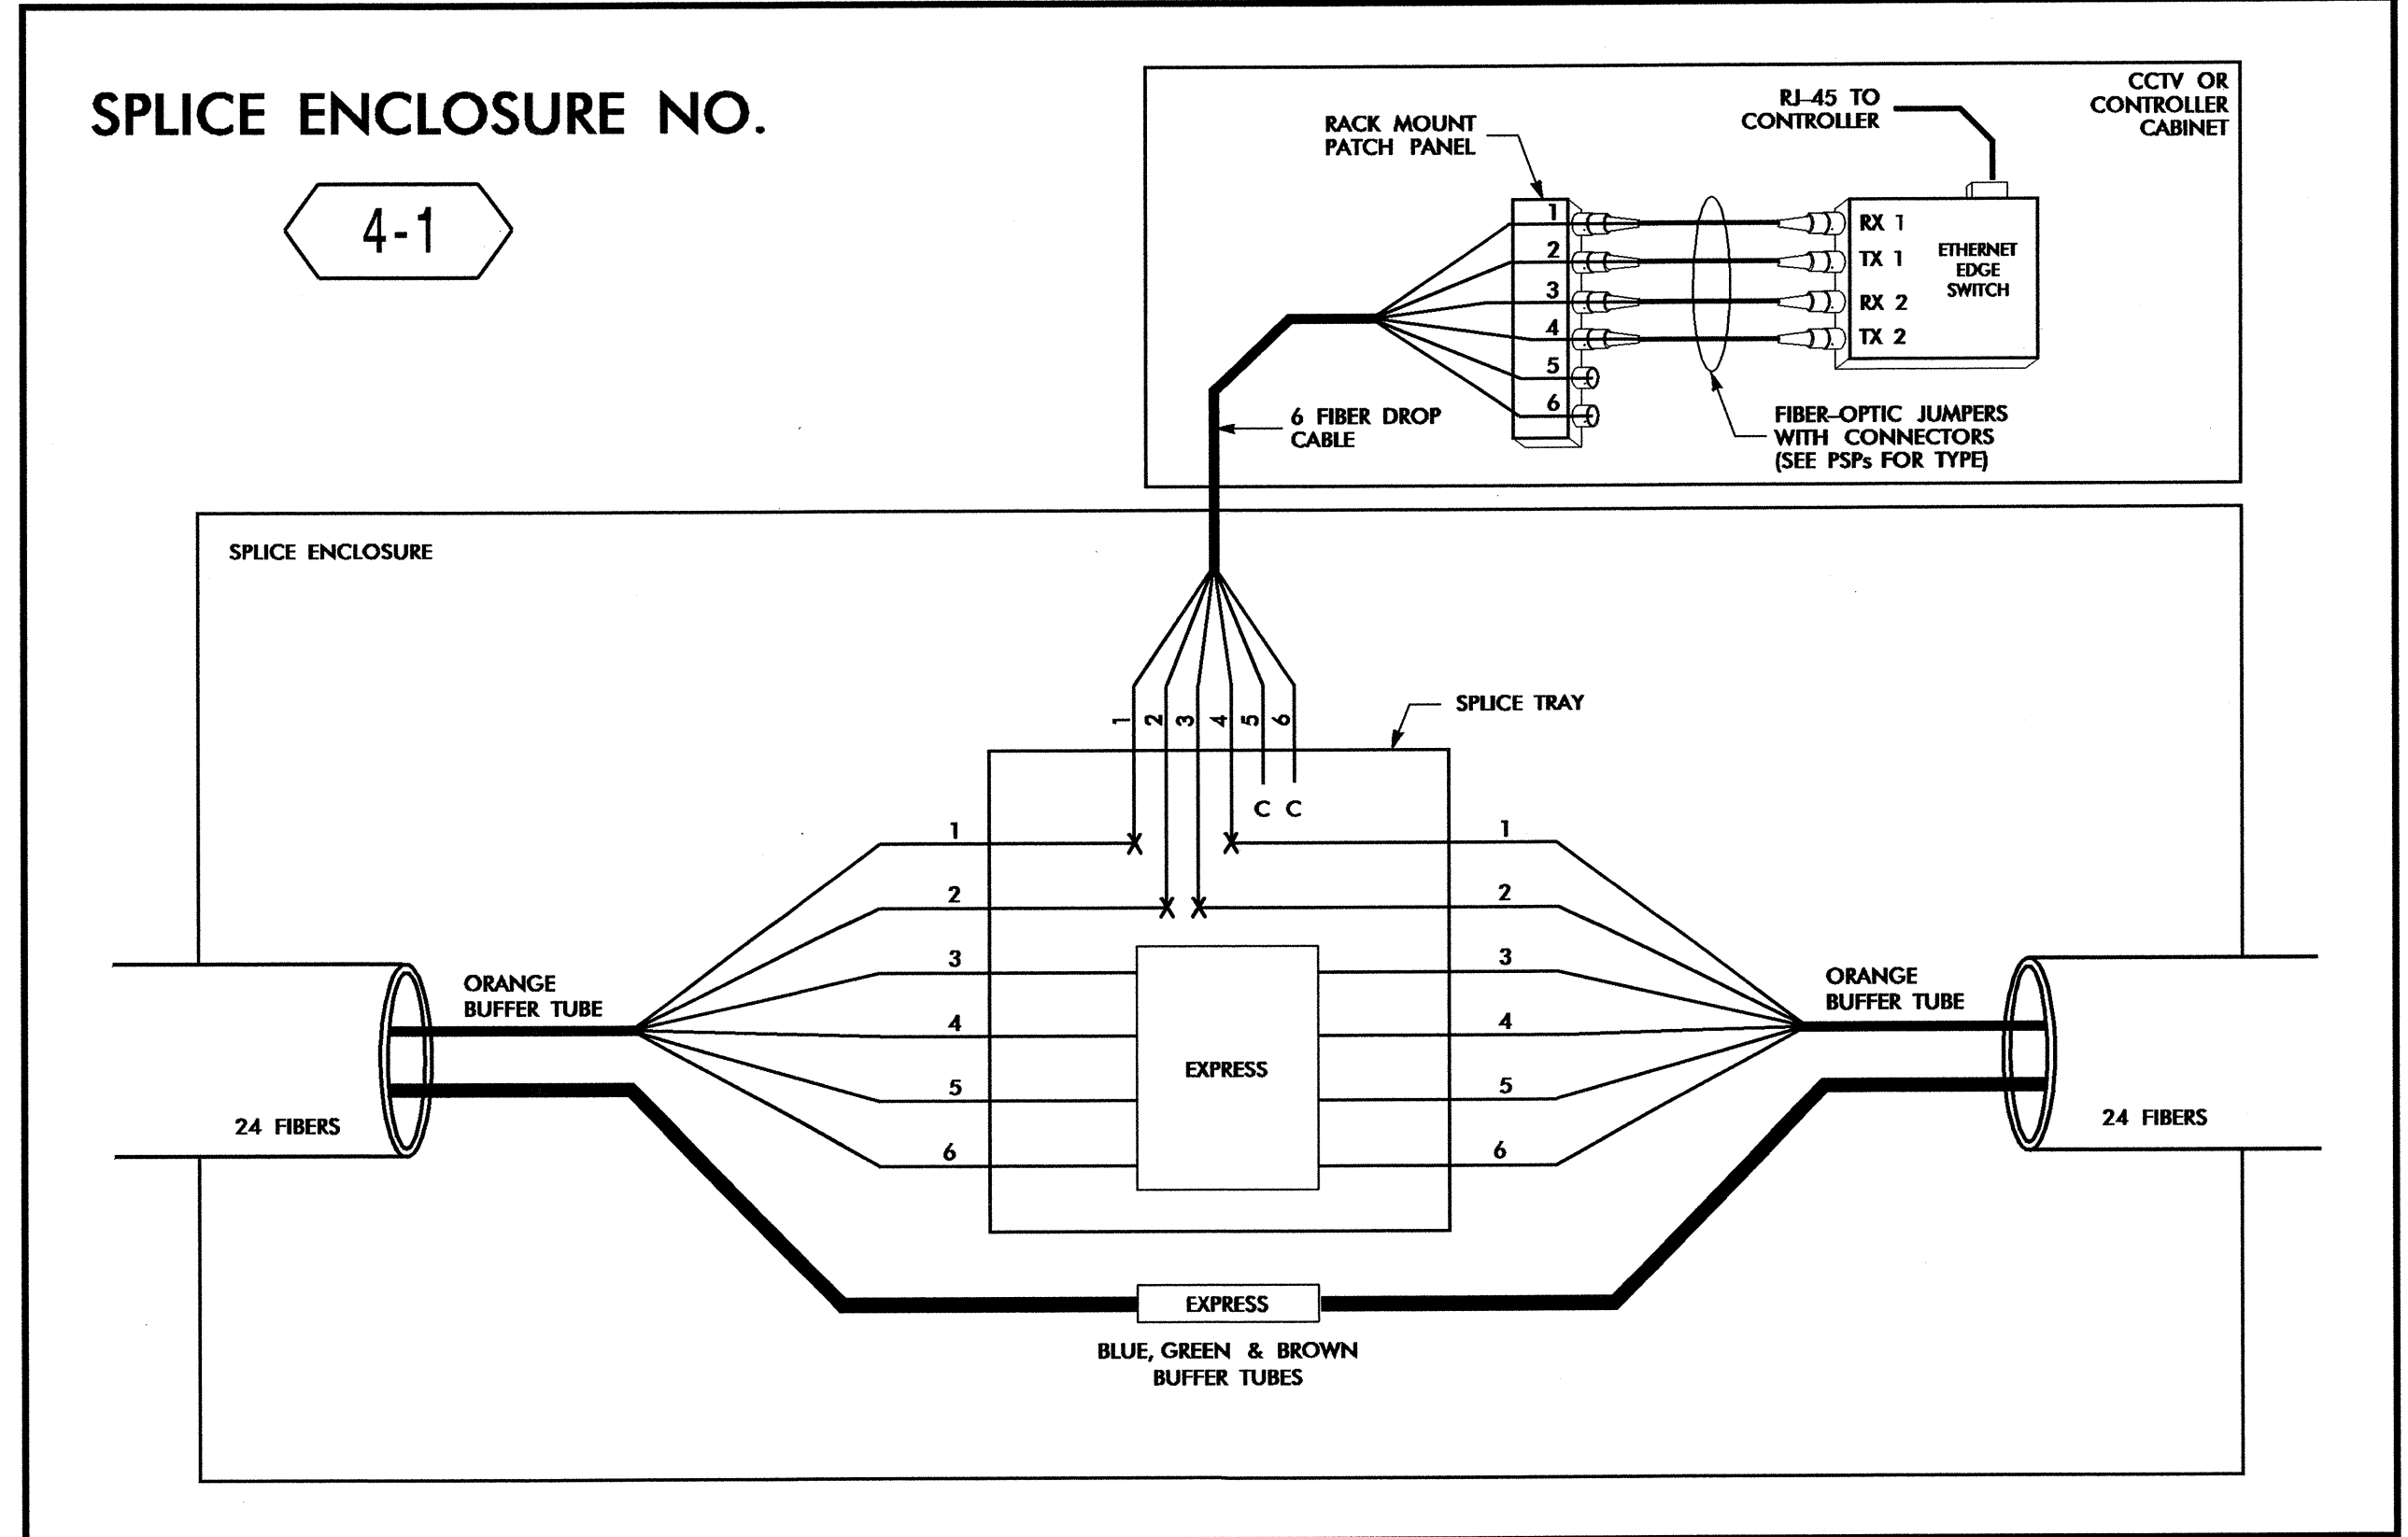 SPLICE ENCLOSURE NO.
4-1
CCTV OR
CONTROLLER
CABINET
RJ-45 TO
CONTROLLER
RACK MOUNT
PATCH PANEL
1
2
3
4
5
6
RX 1
TX 1
RX 2
TX 2
ETHERNET
EDGE
SWITCH
6 FIBER DROP
CABLE
FIBER-OPTIC JUMPERS
WITH CONNECTORS
(SEE PSPs FOR TYPE)
SPLICE ENCLOSURE
SPLICE TRAY
1 2 3 4 5 6
C C
1
2
3
4
5
6
1
2
3
4
5
6
ORANGE
BUFFER TUBE
ORANGE
BUFFER TUBE
EXPRESS
24 FIBERS
24 FIBERS
EXPRESS
BLUE, GREEN & BROWN
BUFFER TUBES